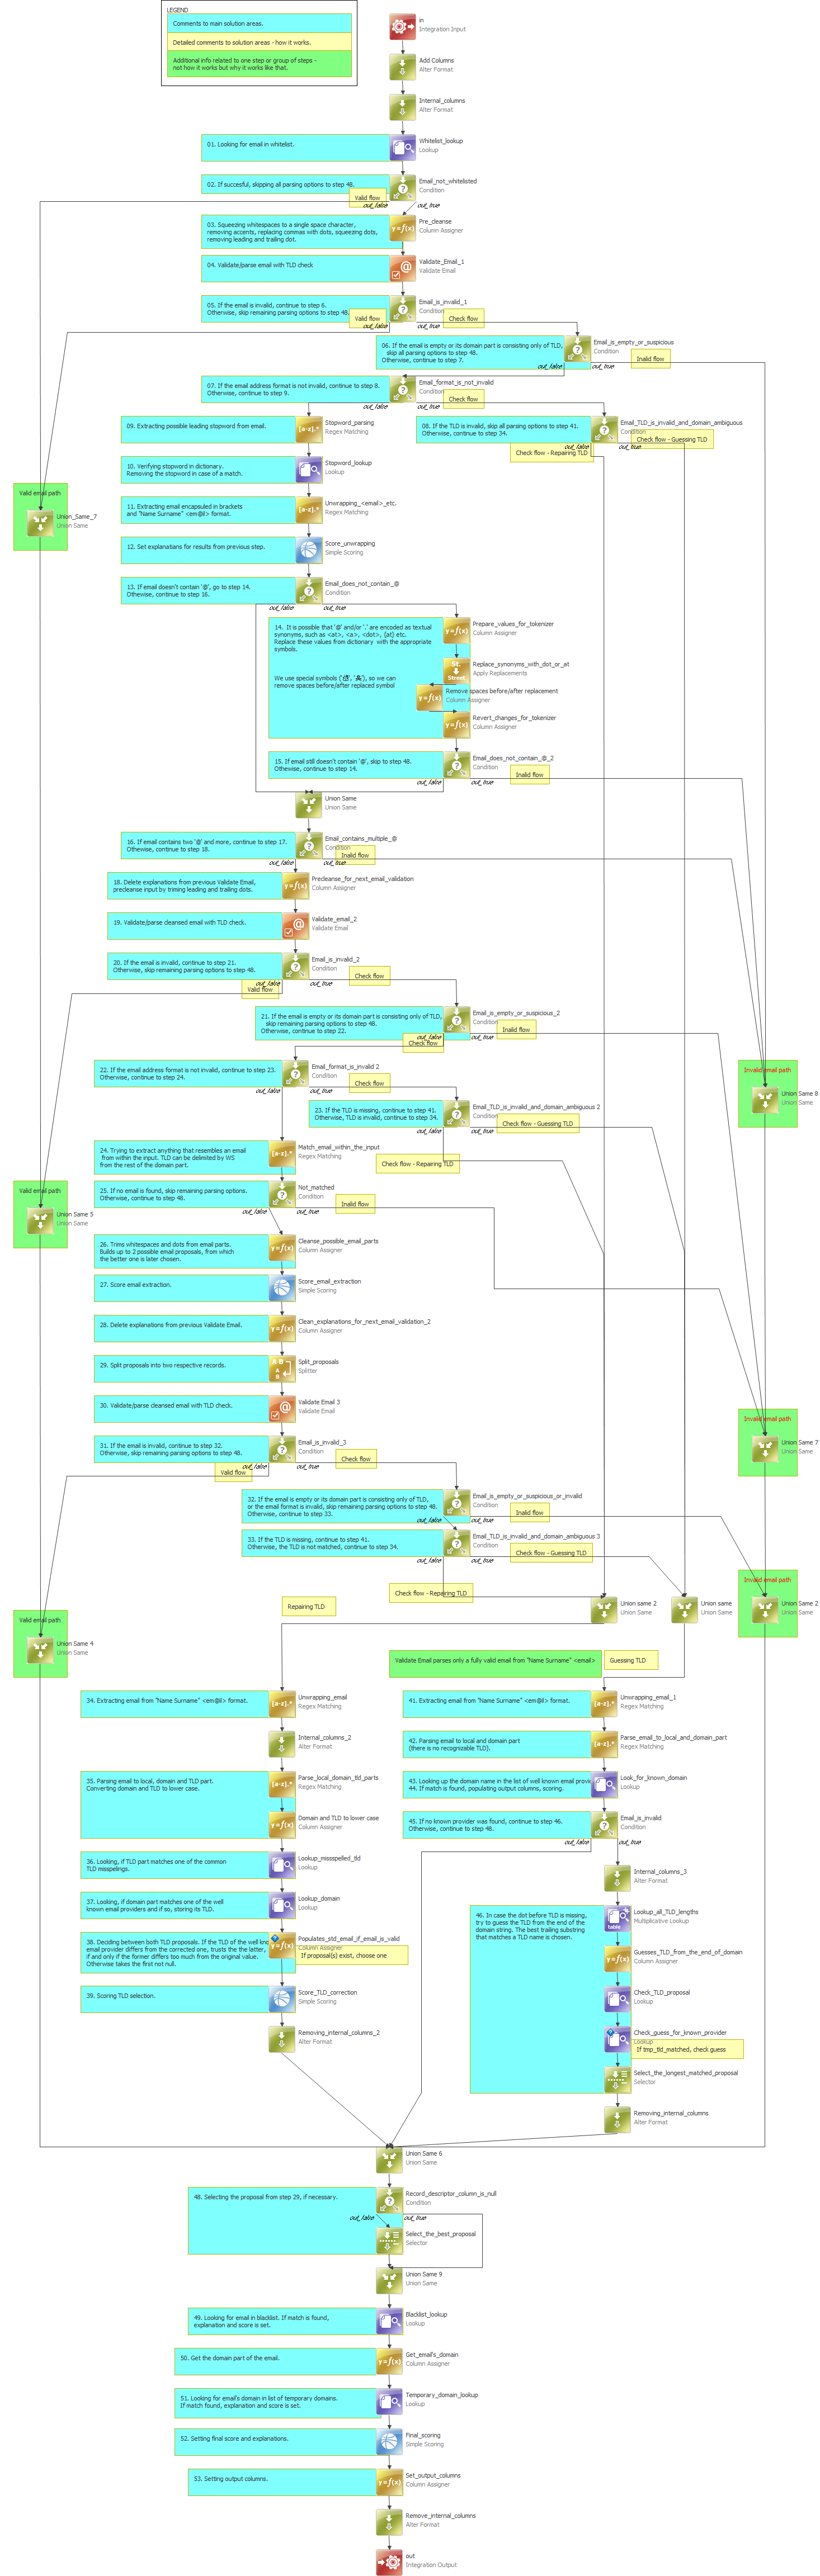 LEGEND
Comments to main solution areas.
Detailed comments to solution areas - how it works.
Additional info related to one step or group of steps -
not how it works but why it works like that.
in
Integration Input
Add Columns
Alter Format
Internal_columns
Alter Format
01. Looking for email in whitelist.
Whitelist_lookup
Lookup
02. If succesful, skipping all parsing options to step 48.
Email_not_whitelisted
Condition
Valid flow
out_false
out_true
03. Squeezing whitespaces to a single space character,
removing accents, replacing commas with dots, squeezing dots,
removing leading and trailing dot.
Pre_cleanse
Column Assigner
04. Validate/parse email with TLD check
Validate_Email_1
Validate Email
05. If the email is invalid, continue to step 6.
Otherwise, skip remaining parsing options to step 48.
Email_is_invalid_1
Condition
Valid flow
Check flow
out_false
out_true
06. If the email is empty or its domain part is consisting only of TLD,
skip all parsing options to step 48.
Otherwise, continue to step 7.
Email_is_empty_or_suspicious
Condition
Inalid flow
out_false
out_true
07. If the email address format is not invalid, continue to step 8.
Otherwise, continue to step 9.
Email_format_is_not_invalid
Condition
Check flow
out_false
out_true
08. If the TLD is invalid, skip all parsing options to step 41.
Otherwise, continue to step 34.
Email_TLD_is_invalid_and_domain_ambiguous
Condition
Check flow - Guessing TLD
out_false
out_true
Check flow - Repairing TLD
09. Extracting possible leading stopword from email.
Stopword_parsing
Regex Matching
10. Verifying stopword in dictionary.
Removing the stopword in case of a match.
Stopword_lookup
Lookup
Valid email path
Union_Same_7
Union Same
11. Extracting email encapsuled in brackets
and "Name Surname" <em@il> format.
Unwrapping_<email>_etc.
Regex Matching
12. Set explanatians for results from previous step.
Score_unwrapping
Simple Scoring
13. If email doesn't contain '@', go to step 14.
Othewise, continue to step 16.
Email_does_not_contain_@
Condition
out_false
out_true
14. It is possible that '@' and/or '.' are encoded as textual
synonyms, such as <at>, <a>, <dot>, {at} etc.
Replace these values from dictionary with the appropriate
symbols.
Prepare_values_for_tokenizer
Column Assigner
Replace_synonyms_with_dot_or_at
Apply Replacements
remove spaces before/after replaced symbol
Remove spaces before/after replacement
Column Assigner
Revert_changes_for_tokenizer
Column Assigner
15. If email still doesn't contain '@', skip to step 48.
Othewise, continue to step 14.
Email_does_not_contain_@_2
Condition
Inalid flow
out_false
out_true
Union Same
Union Same
16. If email contains two '@' and more, continue to step 17.
Othewise, continue to step 18.
Email_contains_multiple_@
Condition
Inalid flow
out_false
out_true
18. Delete explanations from previous Validate Email,
precleanse input by triming leading and trailing dots.
Precleanse_for_next_email_validation
Column Assigner
19. Validate/parse cleansed email with TLD check.
Validate_email_2
Validate Email
20. If the email is invalid, continue to step 21.
Otherwise, skip remaining parsing options to step 48.
Email_is_invalid_2
Condition
Check flow
out_false
out_true
Valid flow
21. If the email is empty or its domain part is consisting only of TLD,
skip remaining parsing options to step 48.
Otherwise, continue to step 22.
Email_is_empty_or_suspicious_2
Condition
Inalid flow
out_false
out_true
Check flow
22. If the email address format is not invalid, continue to step 23.
Otherwise, continue to step 24.
Email_format_is_invalid 2
Condition
Check flow
out_false
out_true
Invalid email path
Union Same 8
Union Same
23. If the TLD is missing, continue to step 41.
Otherwise, TLD is invalid, continue to step 34.
Email_TLD_is_invalid_and_domain_ambiguous 2
Condition
Check flow - Guessing TLD
out_false
out_true
24. Trying to extract anything that resembles an email
from within the input. TLD can be delimited by WS
from the rest of the domain part.
Match_email_within_the_input
Regex Matching
Check flow - Repairing TLD
25. If no email is found, skip remaining parsing options.
Otherwise, continue to step 48.
Not_matched
Condition
Inalid flow
out_false
out_true
Valid email path
Union Same 5
Union Same
26. Trims whitespaces and dots from email parts.
Builds up to 2 possible email proposals, from which
the better one is later chosen.
Cleanse_possible_email_parts
Column Assigner
27. Score email extraction.
Score_email_extraction
Simple Scoring
28. Delete explanations from previous Validate Email.
Clean_explanations_for_next_email_validation_2
Column Assigner
29. Split proposals into two respective records.
Split_proposals
Splitter
30. Validate/parse cleansed email with TLD check.
Validate Email 3
Validate Email
Invalid email path
Union Same 7
Union Same
31. If the email is invalid, continue to step 32.
Otherwise, skip remaining parsing options to step 48.
Email_is_invalid_3
Condition
Check flow
out_false
out_true
Valid flow
32. If the email is empty or its domain part is consisting only of TLD,
or the email format is invalid, skip remaining parsing options to step 48.
Otherwise, continue to step 33.
Email_is_empty_or_suspicious_or_invalid
Condition
Inalid flow
out_false
out_true
33. If the TLD is missing, continue to step 41.
Otherwise, the TLD is not matched, continue to step 34.
Email_TLD_is_invalid_and_domain_ambiguous 3
Condition
Check flow - Guessing TLD
out_false
out_true
Check flow - Repairing TLD
Invalid email path
Union Same 2
Union Same
Repairing TLD
Union same 2
Union Same
Union same
Union Same
Valid email path
Union Same 4
Union Same
Validate Email parses only a fully valid email from "Name Surname" <email>
Guessing TLD
34. Extracting email from "Name Surname" <em@il> format.
Unwrapping_email
Regex Matching
41. Extracting email from "Name Surname" <em@il> format.
Unwrapping_email_1
Regex Matching
Internal_columns_2
Alter Format
42. Parsing email to local and domain part
(there is no recognizable TLD).
Parse_email_to_local_and_domain_part
Regex Matching
35. Parsing email to local, domain and TLD part.
Converting domain and TLD to lower case.
Parse_local_domain_tld_parts
Regex Matching
43. Looking up the domain name in the list of well known email provi
44. If match is found, populating output columns, scoring.
Look_for_known_domain
Lookup
Domain and TLD to lower case
Column Assigner
45. If no known provider was found, continue to step 46.
Otherwise, continue to step 48.
Email_is_invalid
Condition
out_false
out_true
36. Looking, if TLD part matches one of the common
TLD misspelings.
Lookup_missspelled_tld
Lookup
Internal_columns_3
Alter Format
37. Looking, if domain part matches one of the well
known email providers and if so, storing its TLD.
Lookup_domain
Lookup
46. In case the dot before TLD is missing,
try to guess the TLD from the end of the
domain string. The best trailing substring
that matches a TLD name is chosen.
Lookup_all_TLD_lengths
Multiplicative Lookup
38. Deciding between both TLD proposals. If the TLD of the well know
email provider differs from the corrected one, trusts the the latter,
if and only if the former differs too much from the original value.
Otherwise takes the first not null.
Populates_std_email_if_email_is_valid
Column Assigner
If proposal(s) exist, choose one
Guesses_TLD_from_the_end_of_domain
Column Assigner
39. Scoring TLD selection.
Score_TLD_correction
Simple Scoring
Check_TLD_proposal
Lookup
Removing_internal_columns_2
Alter Format
Check_guess_for_known_provider
Lookup
If tmp_tld_matched, check guess
Select_the_longest_matched_proposal
Selector
Removing_internal_columns
Alter Format
Union Same 6
Union Same
48. Selecting the proposal from step 29, if necessary.
Record_descriptor_column_is_null
Condition
out_false
out_true
Select_the_best_proposal
Selector
Union Same 9
Union Same
49. Looking for email in blacklist. If match is found,
explanation and score is set.
Blacklist_lookup
Lookup
50. Get the domain part of the email.
Get_email's_domain
Column Assigner
51. Looking for email's domain in list of temporary domains.
If match found, explanation and score is set.
Temporary_domain_lookup
Lookup
52. Setting final score and explanations.
Final_scoring
Simple Scoring
53. Setting output columns.
Set_output_columns
Column Assigner
Remove_internal_columns
Alter Format
out
Integration Output